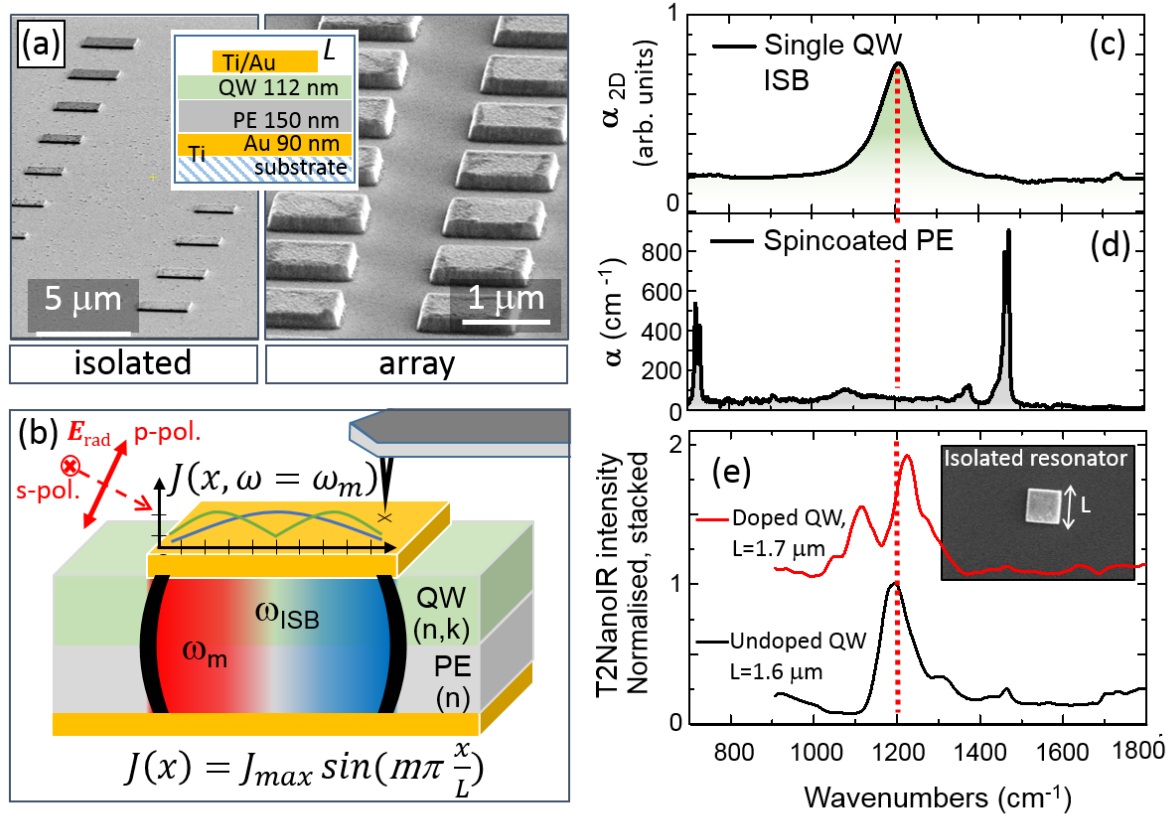 (a)
L
Ti/Au
QW 112 nm
PE 150 nm
Au 90 nm
Ti
substrate
5 µm
1 µm
isolated
array
(b)
E_rad
p-pol.
s-pol.
J(x, ω = ω_m)
×
ω_ISB
ω_m
QW
(n,k)
PE
(n)
J(x) = J_max sin(mπ x/L)
(c)
Single QW
ISB
α 2D
(arb. units)
1
0
(d)
Spincoated PE
α (cm⁻¹)
800
600
400
200
0
(e)
Isolated resonator
L
Doped QW,
L=1.7 µm
Undoped QW
L=1.6 µm
T2NanoIR intensity
Normalised, stacked
2
1
0
800 1000 1200 1400 1600 1800
Wavenumbers (cm⁻¹)